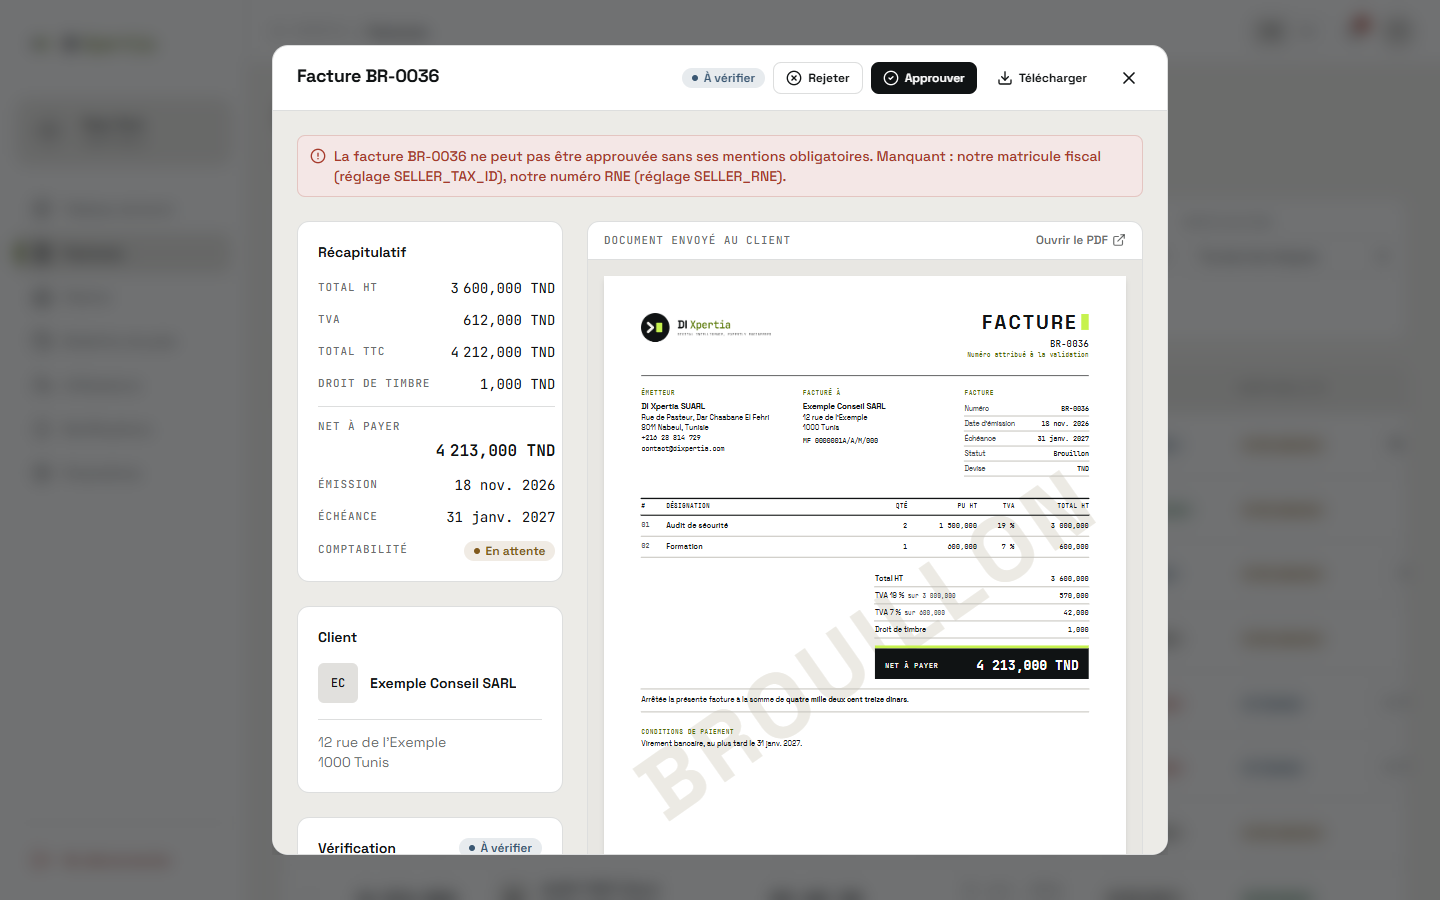 Facture BR-0036
À vérifier
Rejeter
Approuver
Télécharger
La facture BR-0036 ne peut pas être approuvée sans ses mentions obligatoires. Manquant : notre matricule fiscal
(réglage SELLER_TAX_ID), notre numéro RNE (réglage SELLER_RNE).
Récapitulatif
TOTAL HT 3 600,000 TND
TVA 612,000 TND
TOTAL TTC 4 212,000 TND
DROIT DE TIMBRE 1,000 TND
NET À PAYER
4 213,000 TND
ÉMISSION 18 nov. 2026
ÉCHÉANCE 31 janv. 2027
COMPTABILITÉ En attente
Client
EC Exemple Conseil SARL
12 rue de l'Exemple
1000 Tunis
Vérification À vérifier
DOCUMENT ENVOYÉ AU CLIENT Ouvrir le PDF
DI Xpertia
FACTURE
BR-0036
Numéro attribué à la validation
ÉMETTEUR
DI Xpertia SUARL
Rue de Pasteur, Dar Chaabane El Fehri
8011 Nabeul, Tunisie
+216 28 814 729
contact@dixpertia.com
FACTURÉ À
Exemple Conseil SARL
12 rue de l'Exemple
1000 Tunis
MF 0000001A/A/M/000
FACTURE
Numéro BR-0036
Date d'émission 18 nov. 2026
Échéance 31 janv. 2027
Statut Brouillon
Devise TND
# DÉSIGNATION QTÉ PU HT TVA TOTAL HT
01 Audit de sécurité 2 1 500,000 19 % 3 000,000
02 Formation 1 600,000 7 % 600,000
Total HT 3 600,000
TVA 19 % sur 3 000,000 570,000
TVA 7 % sur 600,000 42,000
Droit de timbre 1,000
NET À PAYER 4 213,000 TND
Arrêtée la présente facture à la somme de quatre mille deux cent treize dinars.
CONDITIONS DE PAIEMENT
Virement bancaire, au plus tard le 31 janv. 2027.
BROUILLON